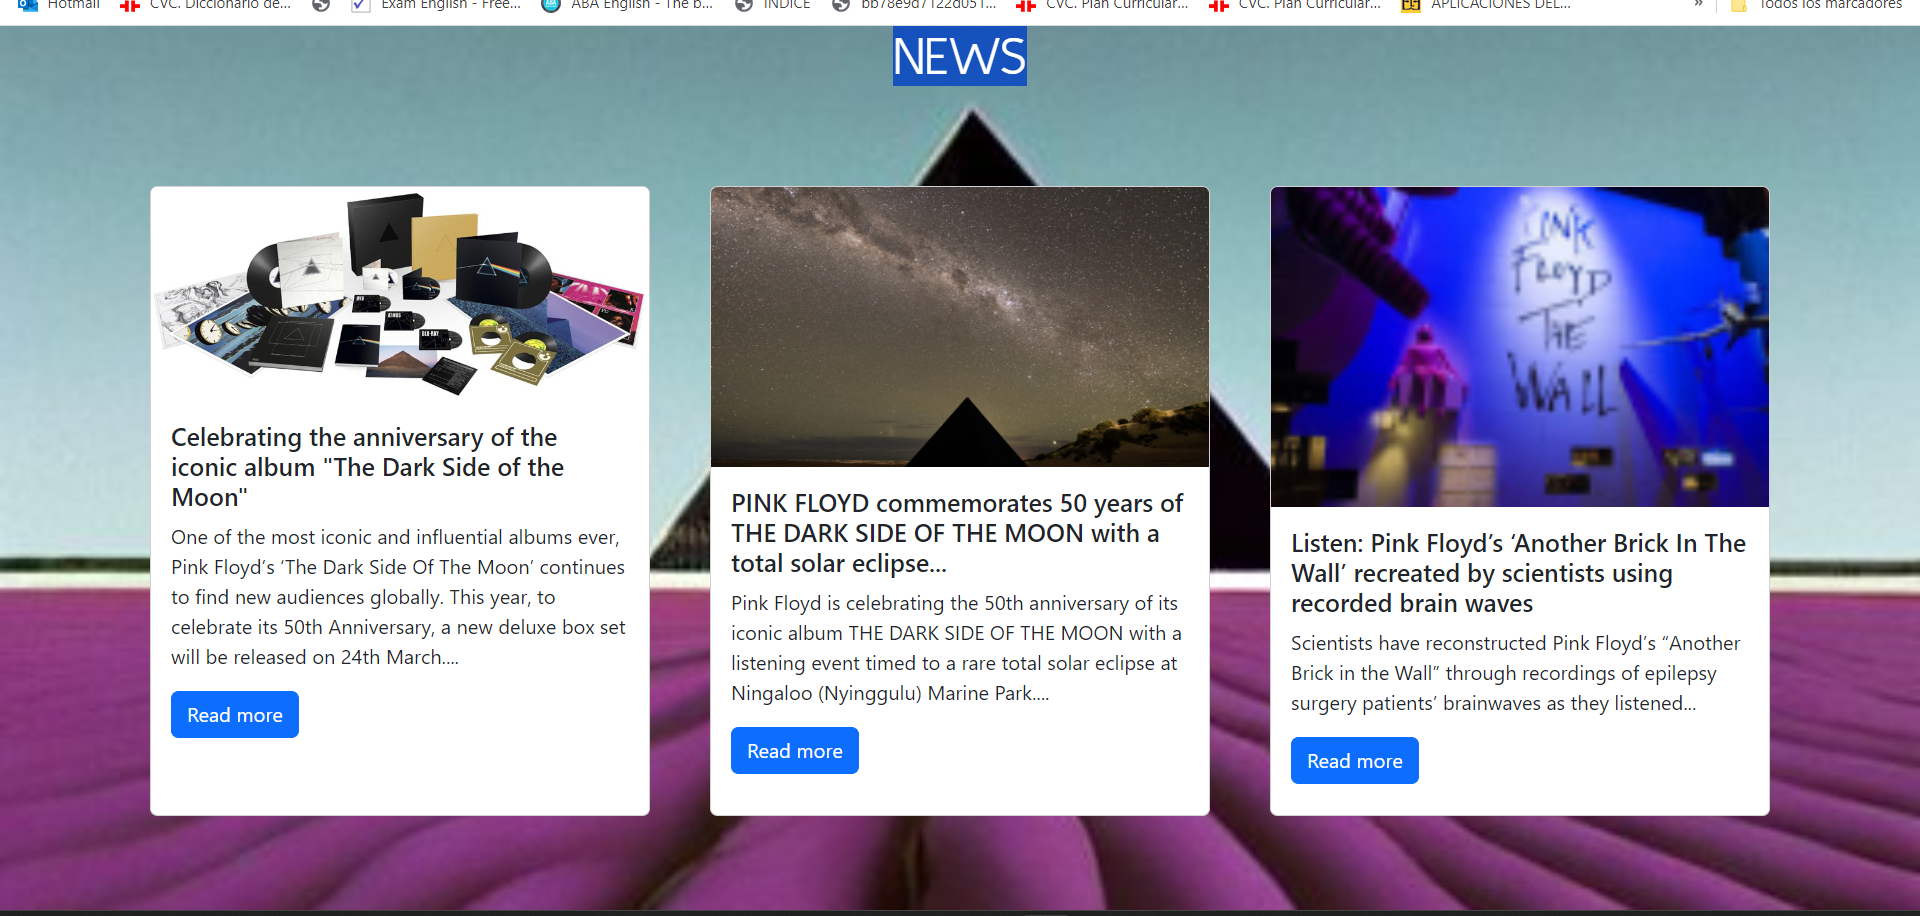 Hotmail
CVC. Diccionario de...
Exam English - Free...
ABA English - The b...
INDICE
bb78e9d7122d051...
CVC. Plan Curricular...
CVC. Plan Curricular...
APLICACIONES DEL...
»
Todos los marcadores
NEWS
Celebrating the anniversary of the
iconic album "The Dark Side of the
Moon"
One of the most iconic and influential albums ever,
Pink Floyd’s ‘The Dark Side Of The Moon’ continues
to find new audiences globally. This year, to
celebrate its 50th Anniversary, a new deluxe box set
will be released on 24th March....
Read more
PINK FLOYD commemorates 50 years of
THE DARK SIDE OF THE MOON with a
total solar eclipse...
Pink Floyd is celebrating the 50th anniversary of its
iconic album THE DARK SIDE OF THE MOON with a
listening event timed to a rare total solar eclipse at
Ningaloo (Nyinggulu) Marine Park....
Read more
PINK
FLOYD
THE
WALL
Listen: Pink Floyd’s ‘Another Brick In The
Wall’ recreated by scientists using
recorded brain waves
Scientists have reconstructed Pink Floyd’s “Another
Brick in the Wall” through recordings of epilepsy
surgery patients’ brainwaves as they listened...
Read more